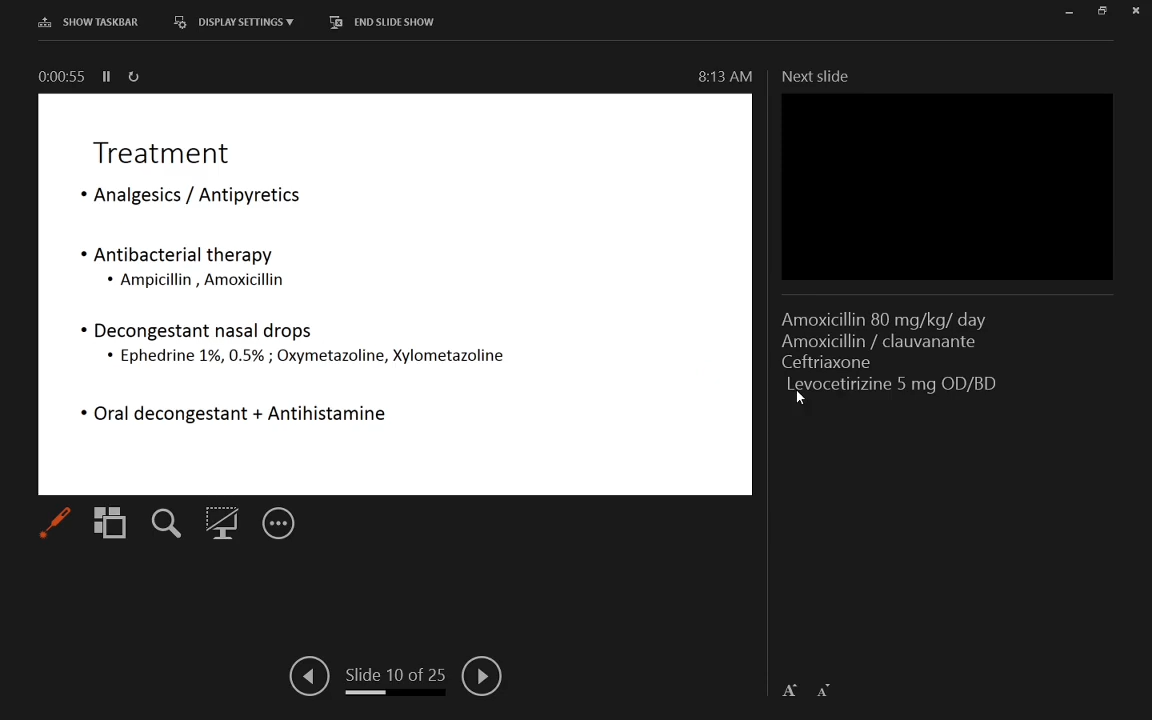 SHOW TASKBAR
DISPLAY SETTINGS ▼
END SLIDE SHOW
0:00:55
8:13 AM
Next slide
Treatment
• Analgesics / Antipyretics
• Antibacterial therapy
• Ampicillin , Amoxicillin
• Decongestant nasal drops
• Ephedrine 1%, 0.5% ; Oxymetazoline, Xylometazoline
• Oral decongestant + Antihistamine
Amoxicillin 80 mg/kg/ day
Amoxicillin / clauvanante
Ceftriaxone
Levocetirizine 5 mg OD/BD
Slide 10 of 25
A A